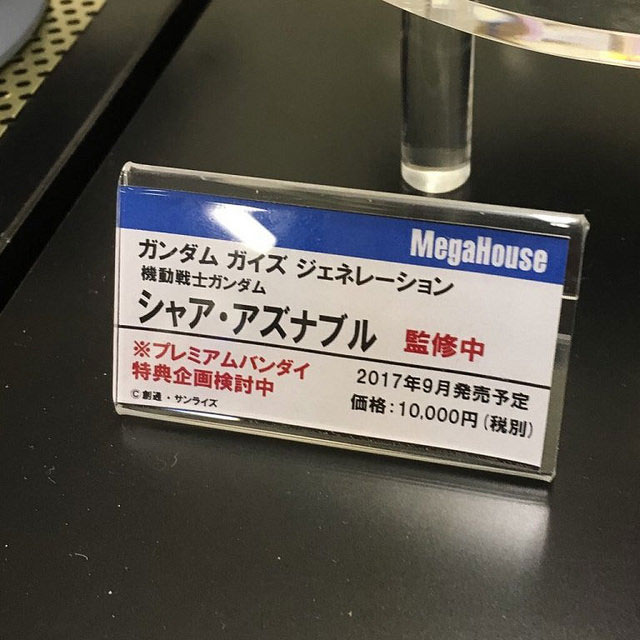 MegaHouse
ガンダム ガイズ ジェネレーション
機動戦士ガンダム
シャア・アズナブル 監修中
※プレミアムバンダイ
特典企画検討中
2017年9月発売予定
価格:10,000円(税別)
©創通・サンライズ